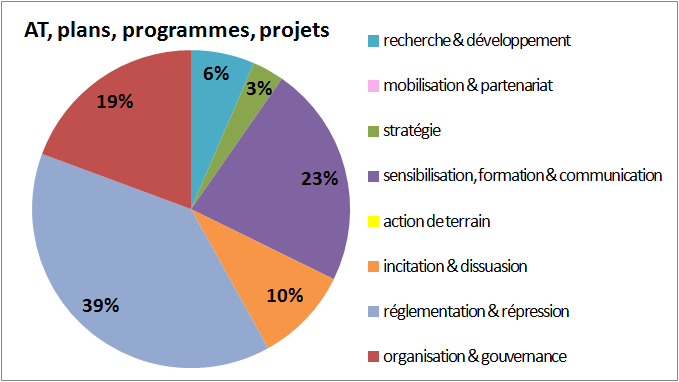 AT, plans, programmes, projets
6%
3%
23%
10%
39%
19%
recherche & développement
mobilisation & partenariat
stratégie
sensibilisation, formation & communication
action de terrain
incitation & dissuasion
réglementation & répression
organisation & gouvernance